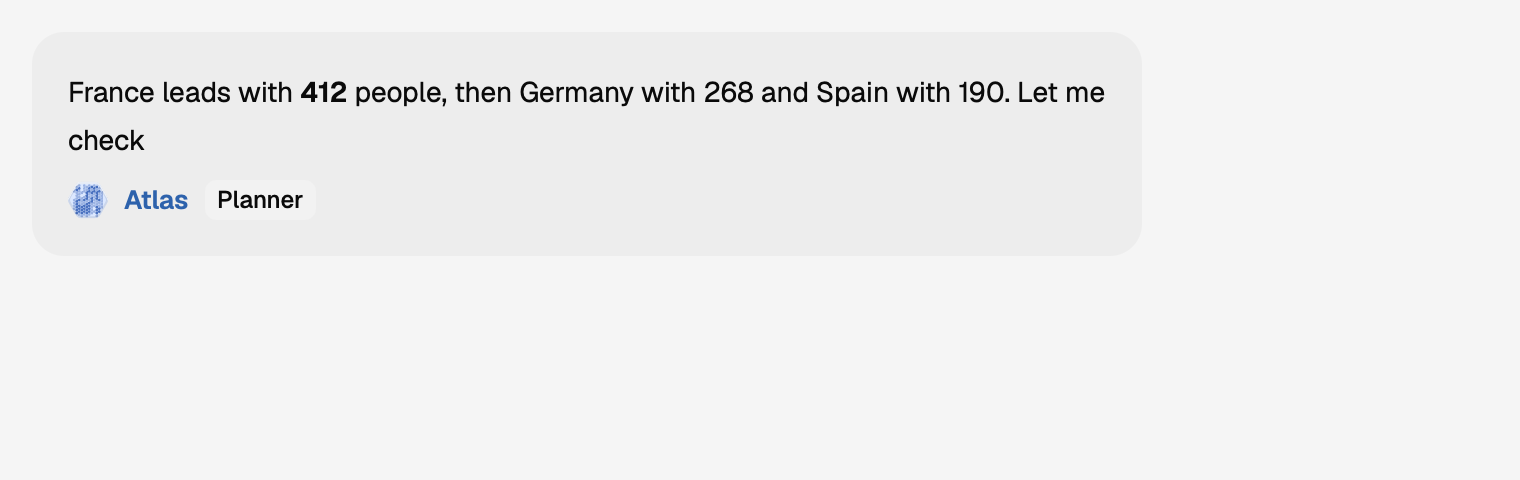 France leads with 412 people, then Germany with 268 and Spain with 190. Let me
check
Atlas Planner